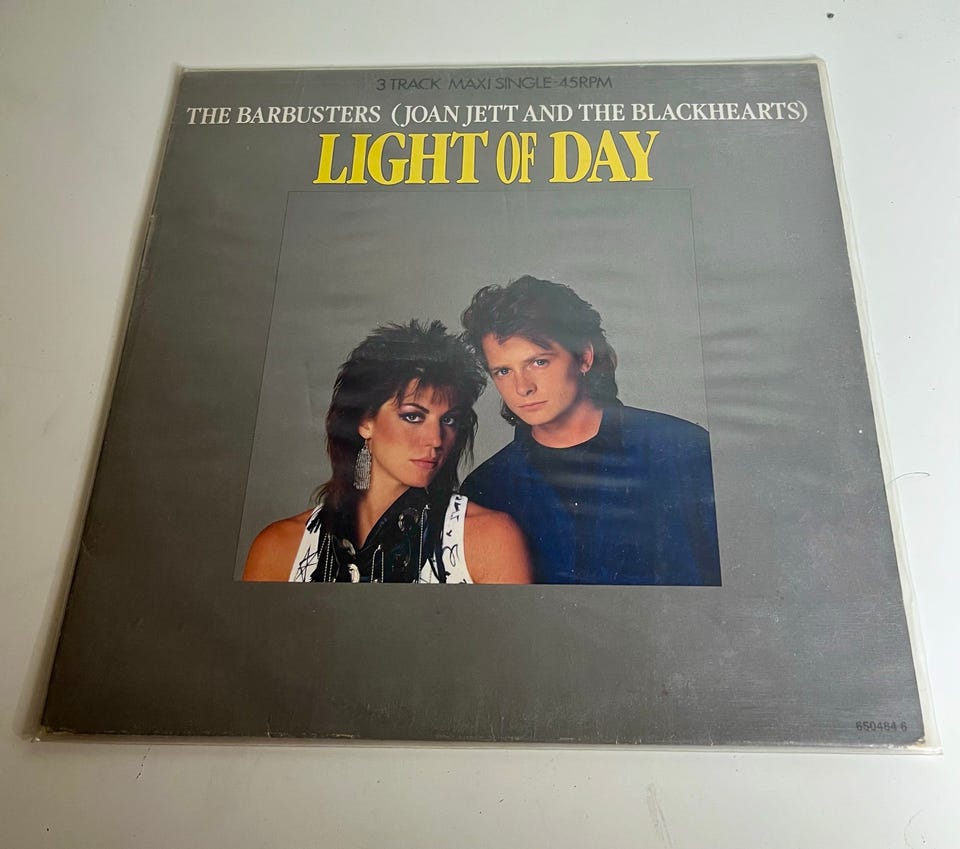 3 TRACK MAXI SINGLE-45RPM
THE BARBUSTERS (JOAN JETT AND THE BLACKHEARTS)
LIGHT OF DAY
650484 6